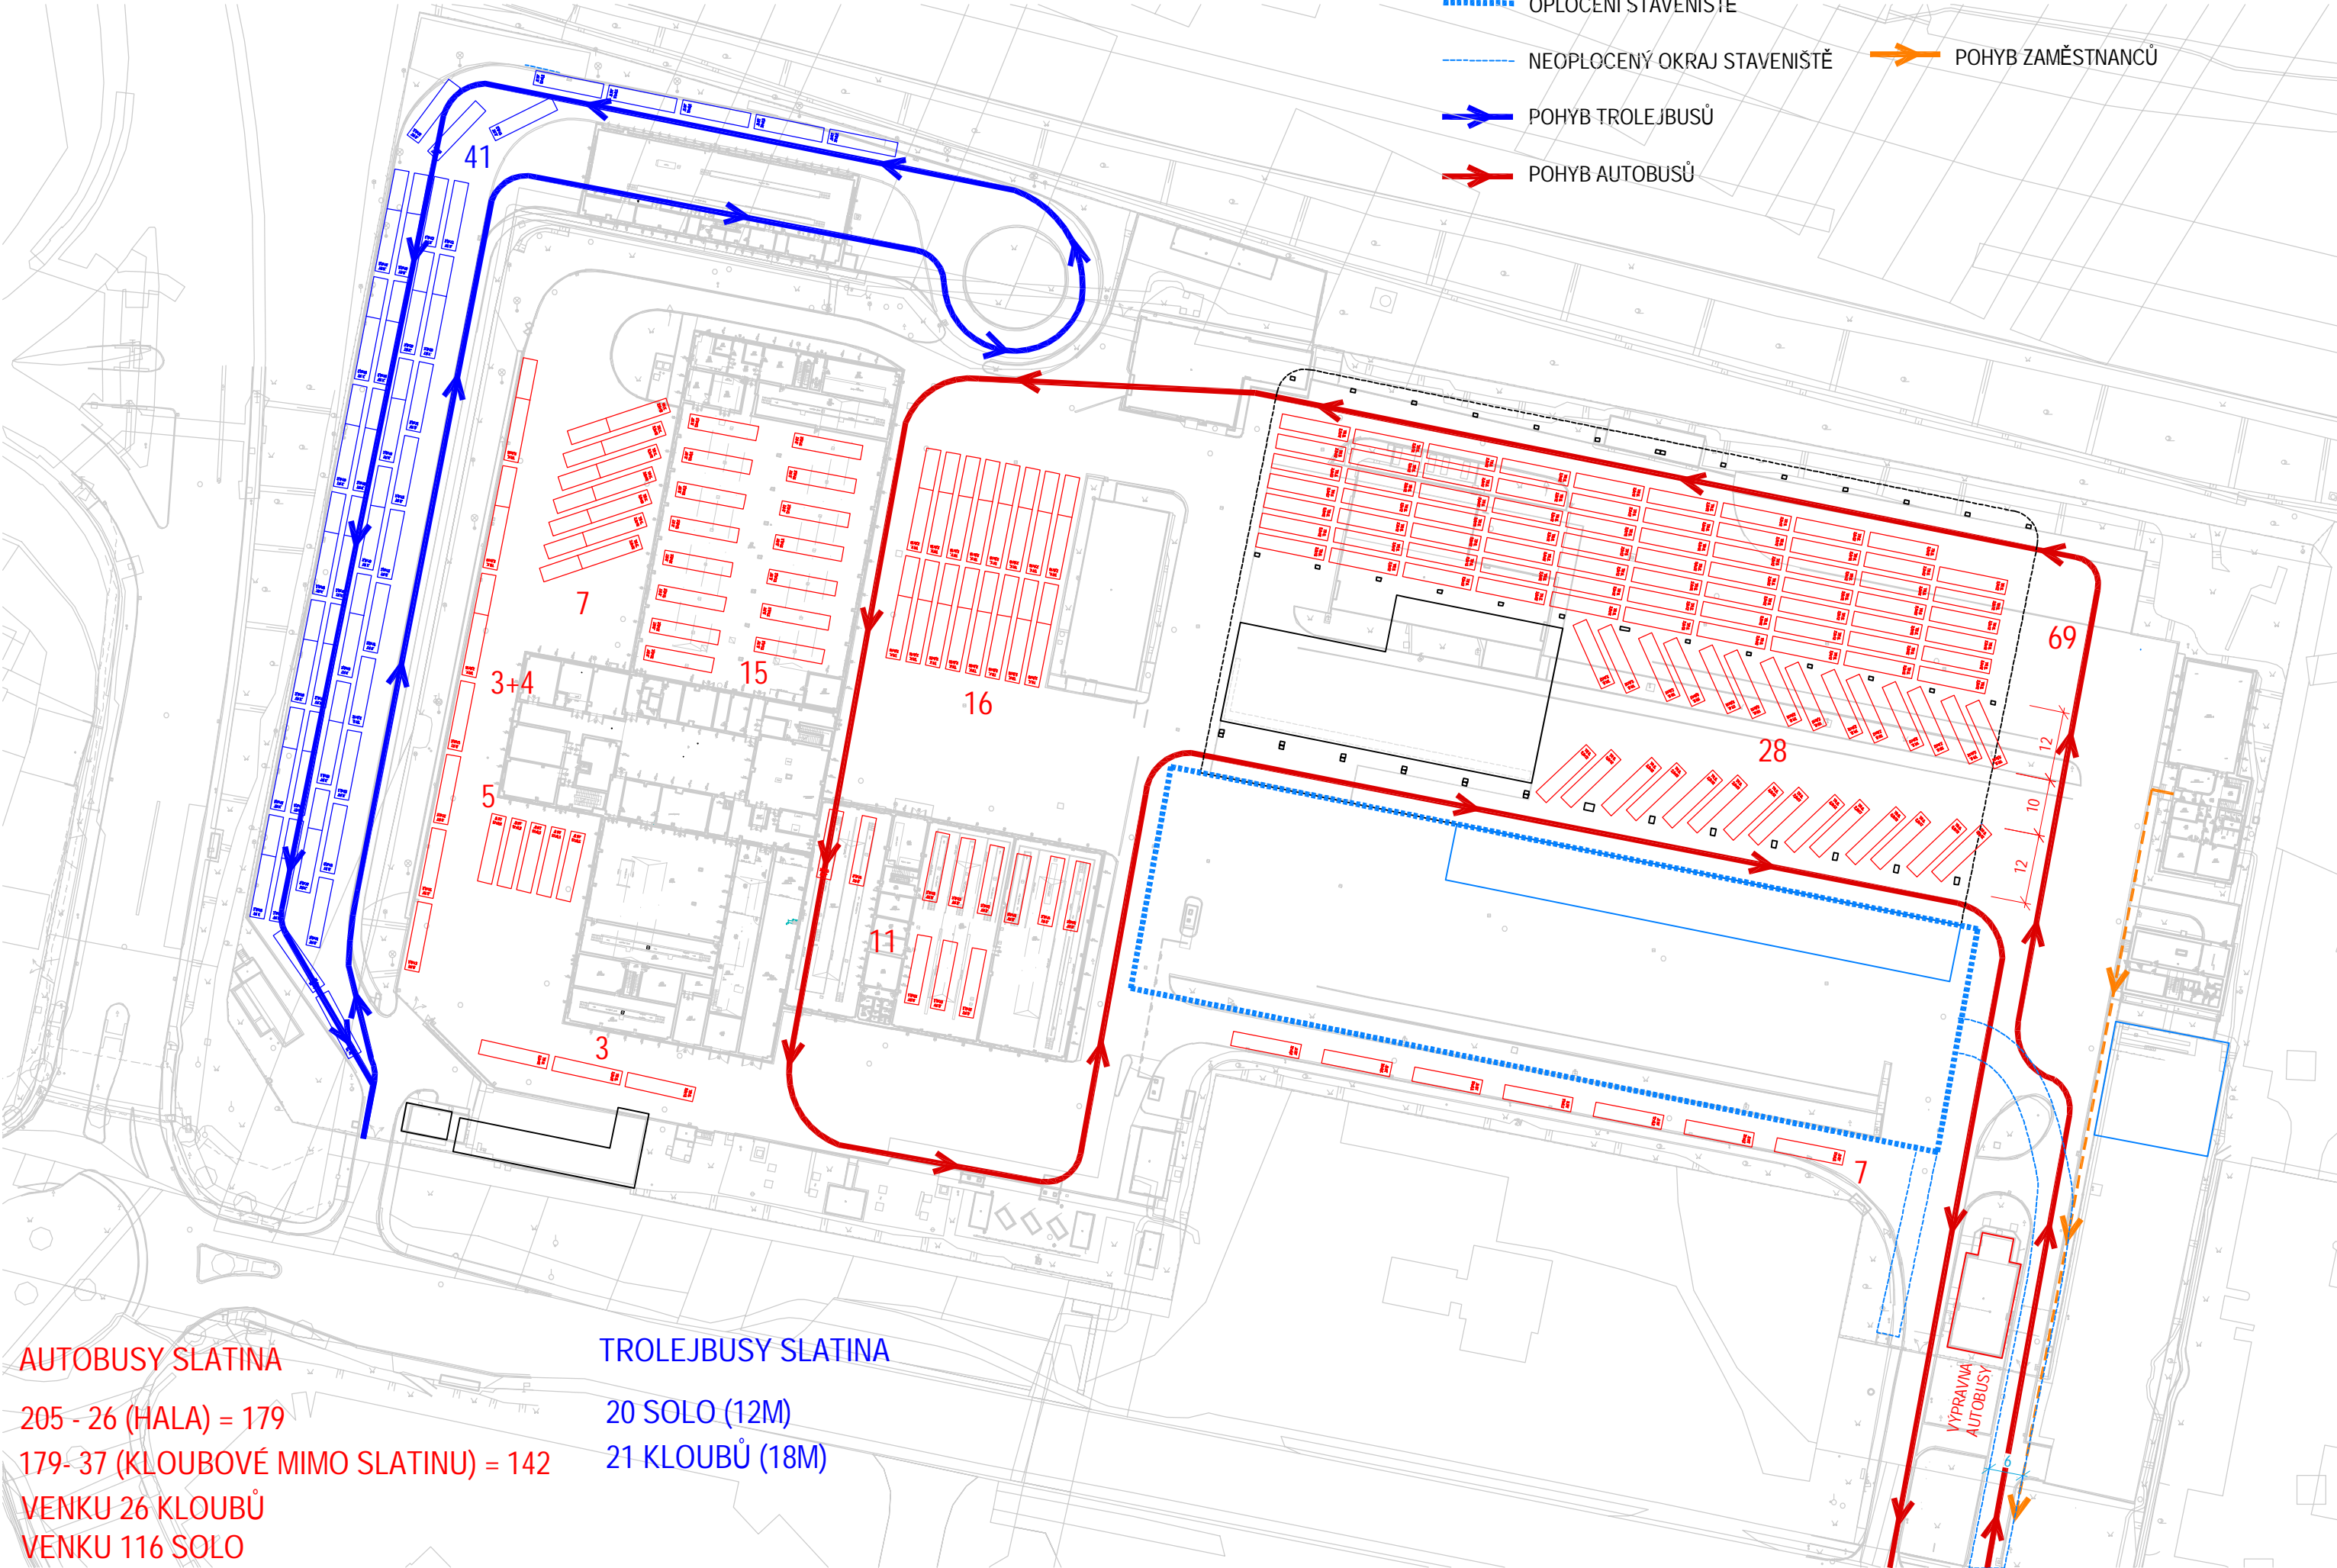 OPLOCENÍ STAVENIŠTĚ
NEOPLOCENÝ OKRAJ STAVENIŠTĚ
POHYB ZAMĚSTNANCŮ
POHYB TROLEJBUSŮ
POHYB AUTOBUSŮ
41
7
3+4
15
16
69
28
12
10
12
5
11
3
7
VÝPRAVNA
AUTOBUSY
6
AUTOBUSY SLATINA
205 - 26 (HALA) = 179
179- 37 (KLOUBOVÉ MIMO SLATINU) = 142
VENKU 26 KLOUBŮ
VENKU 116 SOLO
TROLEJBUSY SLATINA
20 SOLO (12M)
21 KLOUBŮ (18M)